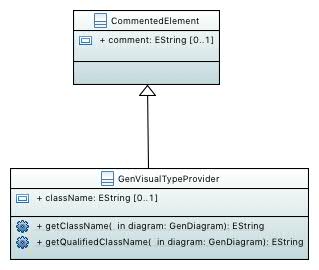 CommentedElement
+ comment: EString [0..1]
GenVisualTypeProvider
+ className: EString [0..1]
+ getClassName( in diagram: GenDiagram): EString
+ getQualifiedClassName( in diagram: GenDiagram): EString